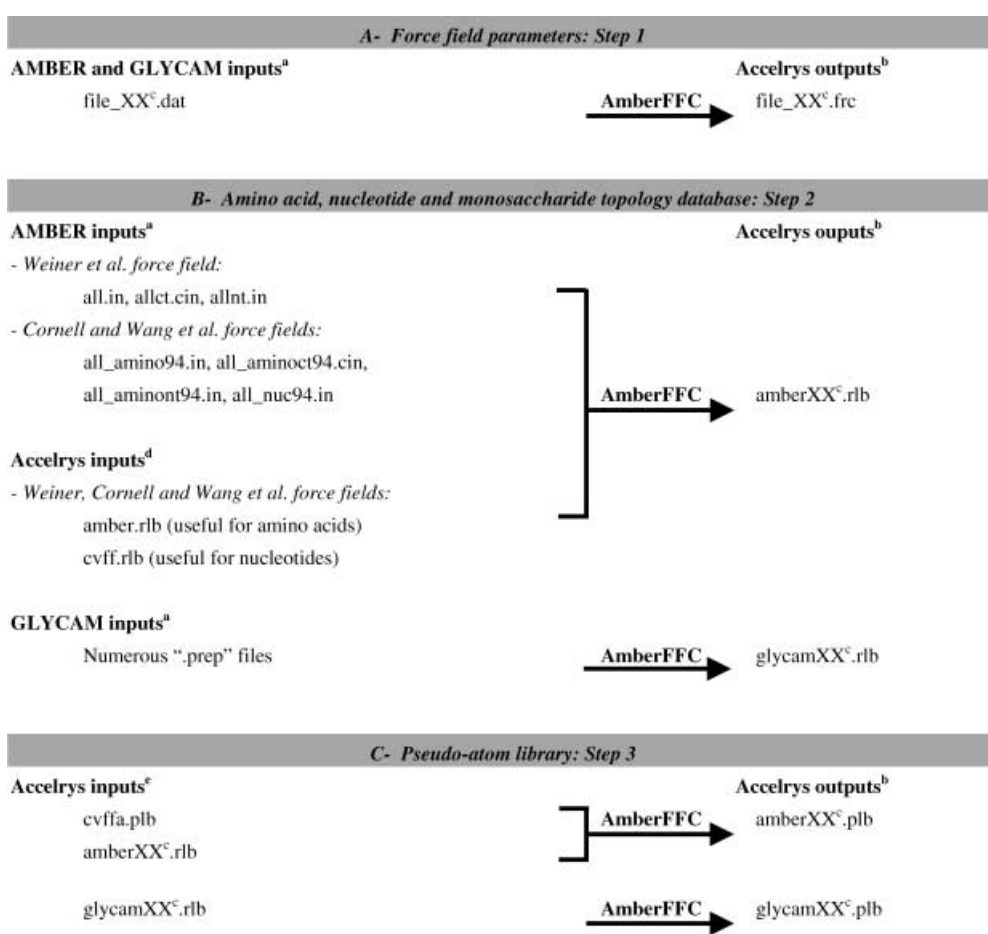 A- Force field parameters: Step 1
AMBER and GLYCAM inputsᵃ Accelrys outputsᵇ
file_XXᶜ.dat AmberFFC file_XXᶜ.frc
B- Amino acid, nucleotide and monosaccharide topology database: Step 2
AMBER inputsᵃ Accelrys ouputsᵇ
- Weiner et al. force field:
all.in, allct.cin, allnt.in
- Cornell and Wang et al. force fields:
all_amino94.in, all_aminoct94.cin,
all_aminont94.in, all_nuc94.in AmberFFC amberXXᶜ.rlb
Accelrys inputsᵈ
- Weiner, Cornell and Wang et al. force fields:
amber.rlb (useful for amino acids)
cvff.rlb (useful for nucleotides)
GLYCAM inputsᵃ
Numerous “.prep” files AmberFFC glycamXXᶜ.rlb
C- Pseudo-atom library: Step 3
Accelrys inputsᵉ Accelrys outputsᵇ
cvffa.plb AmberFFC amberXXᶜ.plb
amberXXᶜ.rlb
glycamXXᶜ.rlb AmberFFC glycamXXᶜ.plb